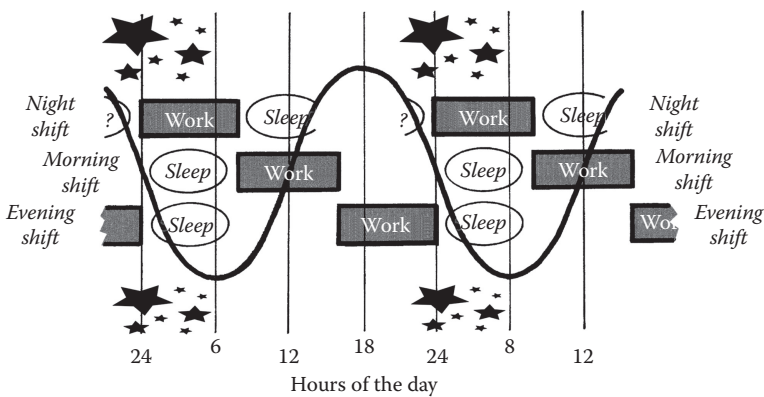 Night shift
? Work Sleep ? Work Sleep
Night shift
Morning shift
Sleep Work Sleep Work
Morning shift
Evening shift
Sleep Work Sleep Wor
Evening shift
24 6 12 18 24 8 12
Hours of the day